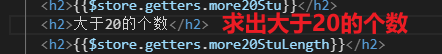 <h2>{{$store.getters.more20Stu}}</h2>
<h2>大于20的个数</h2> 求出大于20的个数
<h2>{{$store.getters.more20StuLength}}</h2>